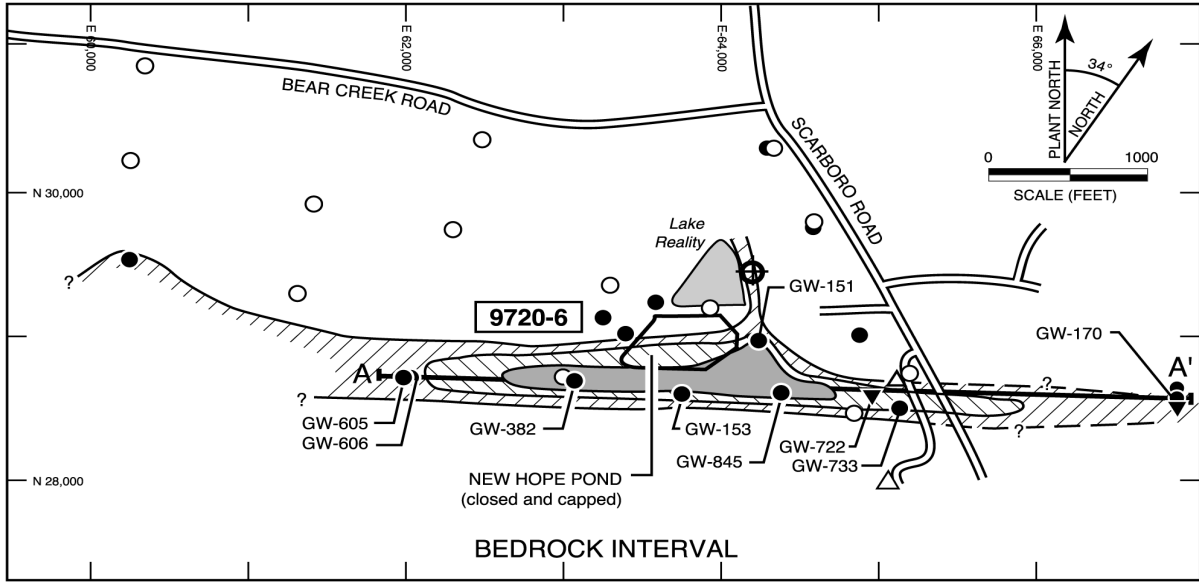 E-60,000
E-62,000
E-64,000
E-66,000
BEAR CREEK ROAD
SCARBORO ROAD
PLANT NORTH
34°
NORTH
0 1000
SCALE (FEET)
N 30,000
Lake
Reality
?
9720-6
GW-151
GW-170
A
A'
?
?
?
GW-605
GW-606
GW-382
GW-153
GW-845
GW-722
GW-733
NEW HOPE POND
(closed and capped)
N 28,000
BEDROCK INTERVAL